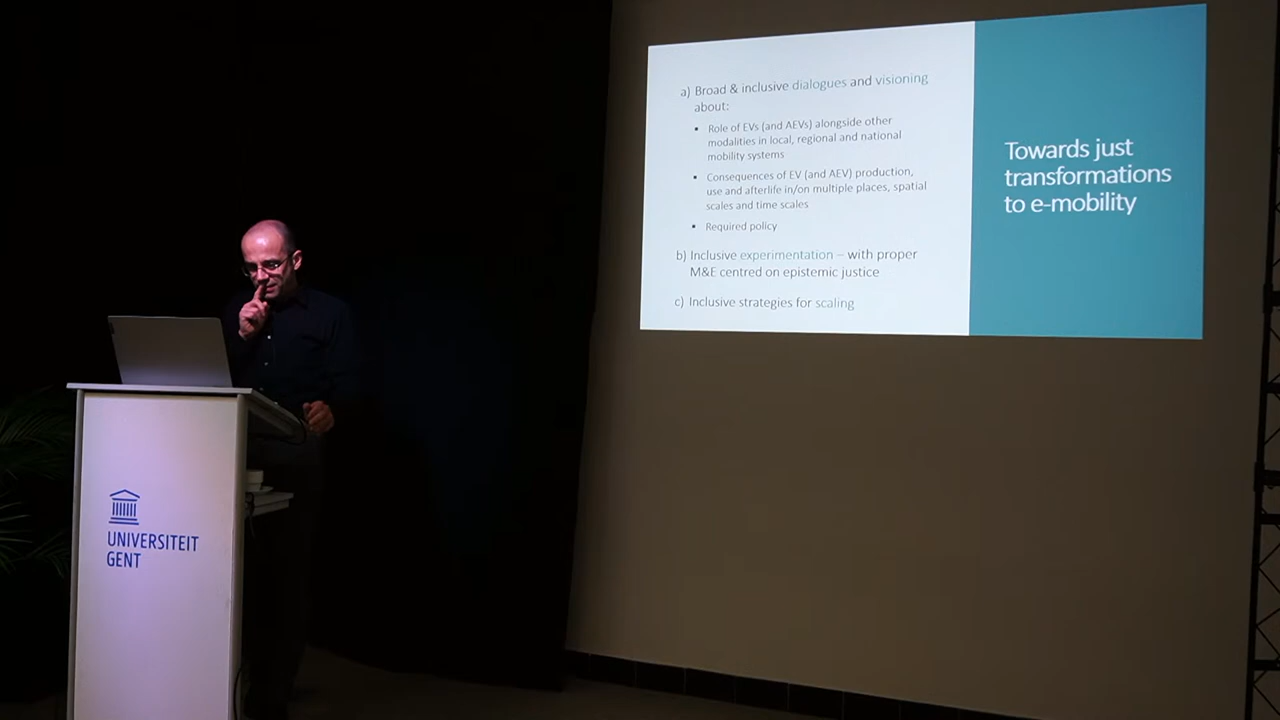 a) Broad & inclusive dialogues and visioning
about:
▪ Role of EVs (and AEVs) alongside other
modalities in local, regional and national
mobility systems
▪ Consequences of EV (and AEV) production,
use and afterlife in/on multiple places, spatial
scales and time scales
▪ Required policy
b) Inclusive experimentation – with proper
M&E centred on epistemic justice
c) Inclusive strategies for scaling
Towards just
transformations
to e-mobility
UNIVERSITEIT
GENT